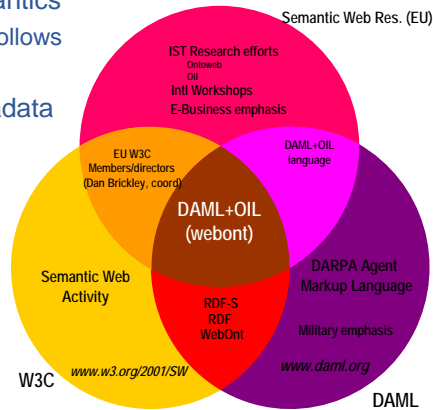 antics
Semantic Web Res. (EU)
ollows
IST Research efforts
Ontoweb
Oil
Intl Workshops
E-Business emphasis
adata
EU W3C
Members/directors
(Dan Brickley, coord)
DAML+OIL
language
DAML+OIL
(webont)
Semantic Web
Activity
DARPA Agent
Markup Language
RDF-S
RDF
WebOnt
Military emphasis
www.w3.org/2001/SW
www.daml.org
W3C
DAML